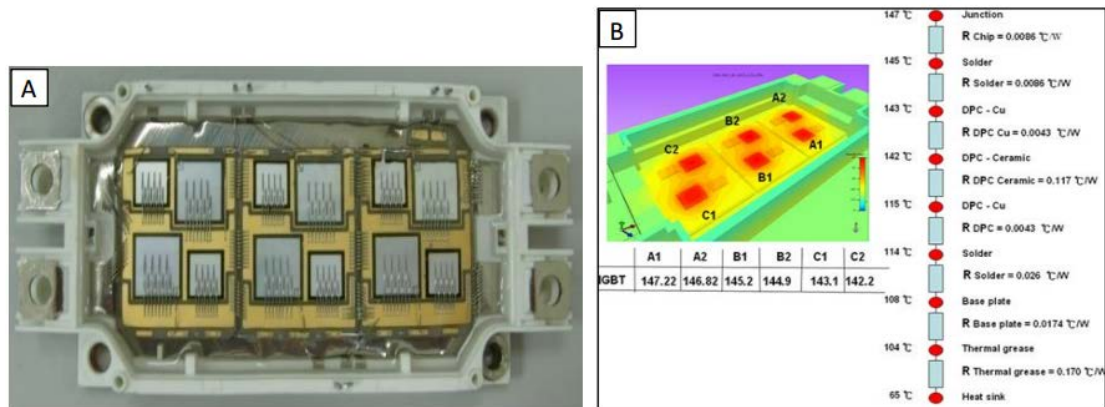 A
B
A2
B2
C2
A1
B1
C1
A1 A2 B1 B2 C1 C2
IGBT 147.22 146.82 145.2 144.9 143.1 142.2
147 ℃ Junction
R Chip = 0.0086 ℃/W
145 ℃ Solder
R Solder = 0.0086 ℃/W
143 ℃ DPC - Cu
R DPC Cu = 0.0043 ℃/W
142 ℃ DPC - Ceramic
R DPC Ceramic = 0.117 ℃/W
115 ℃ DPC - Cu
R DPC = 0.0043 ℃/W
114 ℃ Solder
R Solder = 0.026 ℃/W
108 ℃ Base plate
R Base plate = 0.0174 ℃/W
104 ℃ Thermal grease
R Thermal grease = 0.170 ℃/W
65 ℃ Heat sink